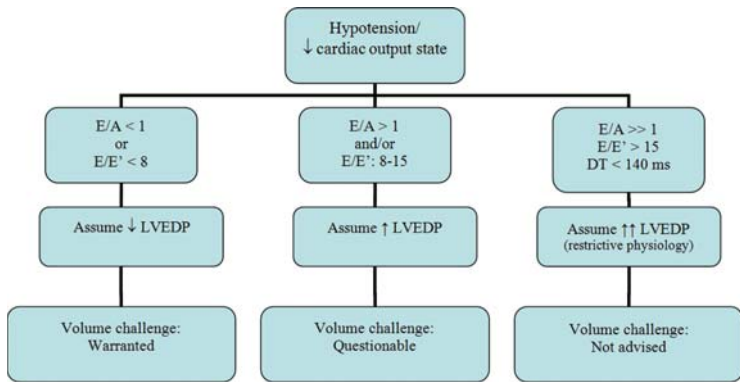 Hypotension/
↓ cardiac output state
E/A < 1
or
E/E’ < 8
E/A > 1
and/or
E/E’: 8-15
E/A >> 1
E/E’ > 15
DT < 140 ms
Assume ↓ LVEDP
Assume ↑ LVEDP
Assume ↑↑ LVEDP
(restrictive physiology)
Volume challenge:
Warranted
Volume challenge:
Questionable
Volume challenge:
Not advised